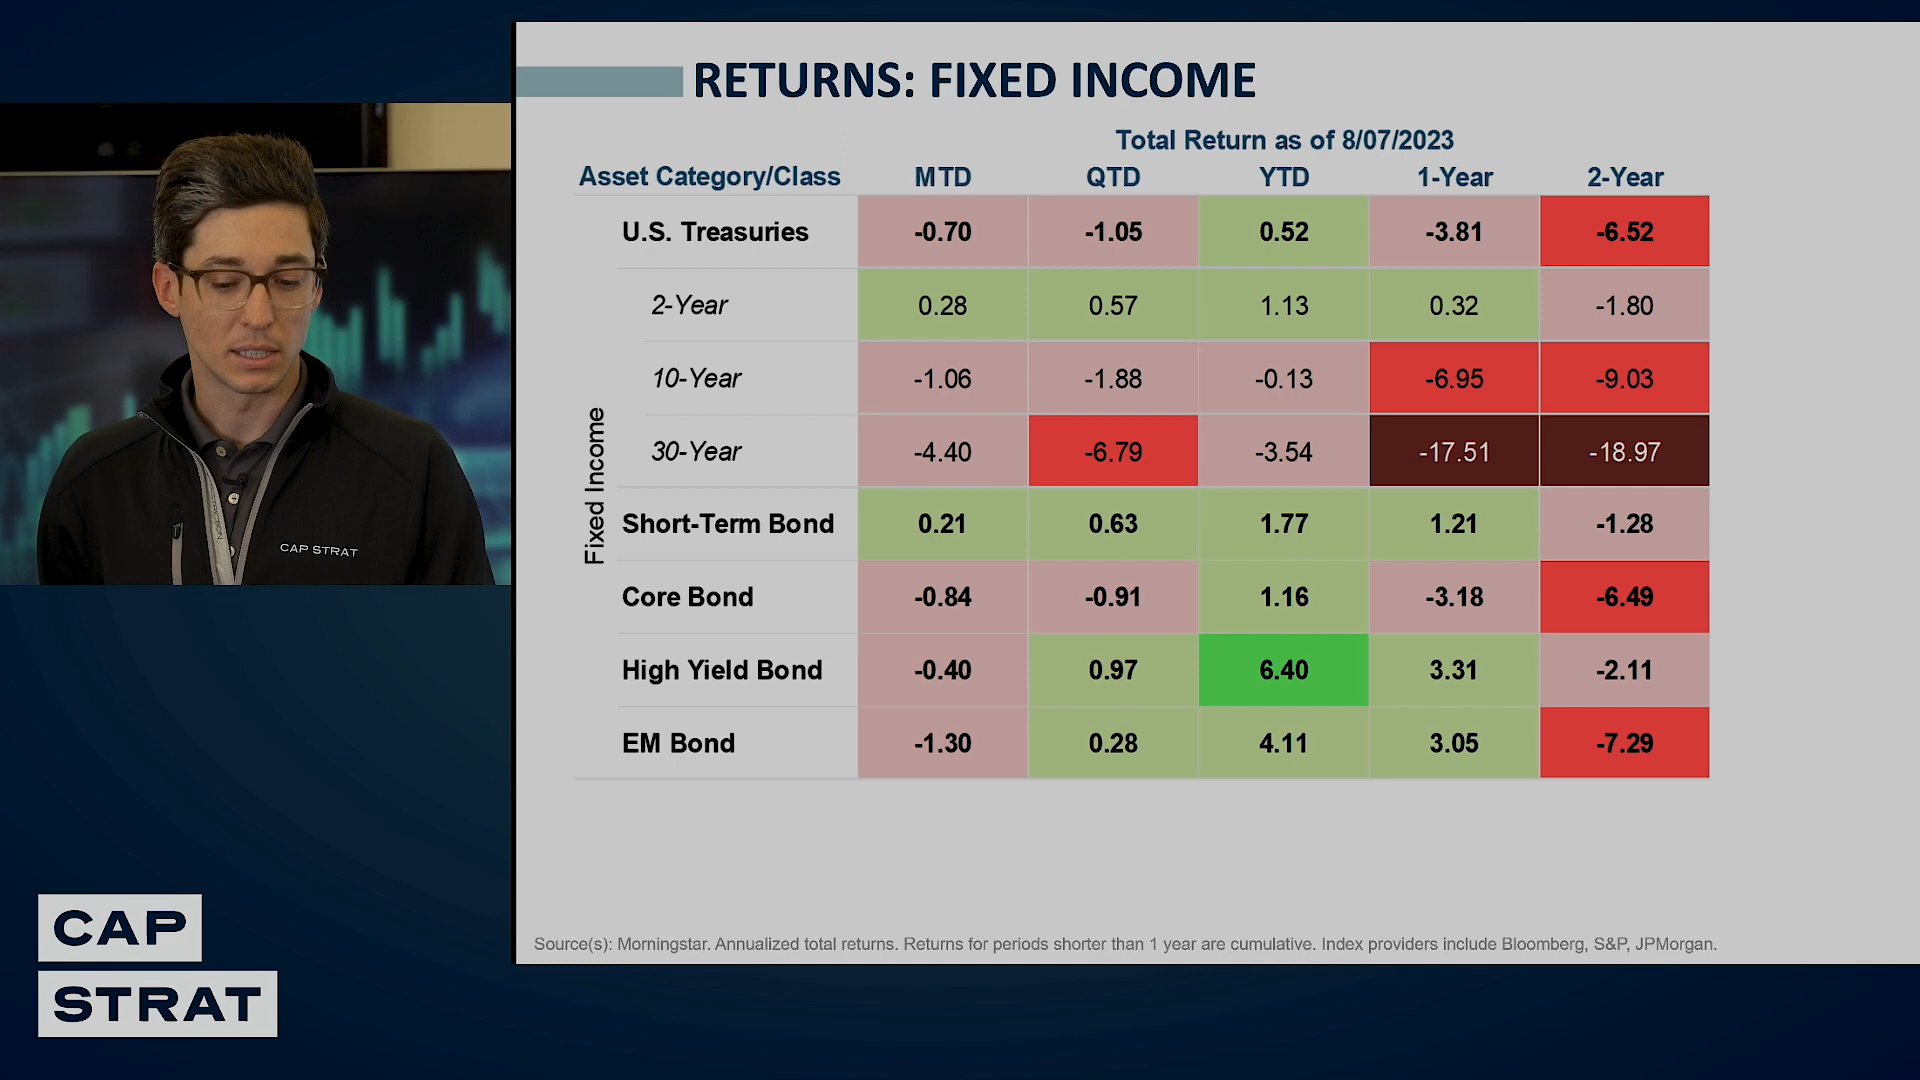 RETURNS: FIXED INCOME
Total Return as of 8/07/2023
Asset Category/Class MTD QTD YTD 1-Year 2-Year
Fixed Income
U.S. Treasuries -0.70 -1.05 0.52 -3.81 -6.52
2-Year 0.28 0.57 1.13 0.32 -1.80
10-Year -1.06 -1.88 -0.13 -6.95 -9.03
30-Year -4.40 -6.79 -3.54 -17.51 -18.97
Short-Term Bond 0.21 0.63 1.77 1.21 -1.28
Core Bond -0.84 -0.91 1.16 -3.18 -6.49
High Yield Bond -0.40 0.97 6.40 3.31 -2.11
EM Bond -1.30 0.28 4.11 3.05 -7.29
Source(s): Morningstar. Annualized total returns. Returns for periods shorter than 1 year are cumulative. Index providers include Bloomberg, S&P, JPMorgan.
CAP STRAT
CAP
STRAT